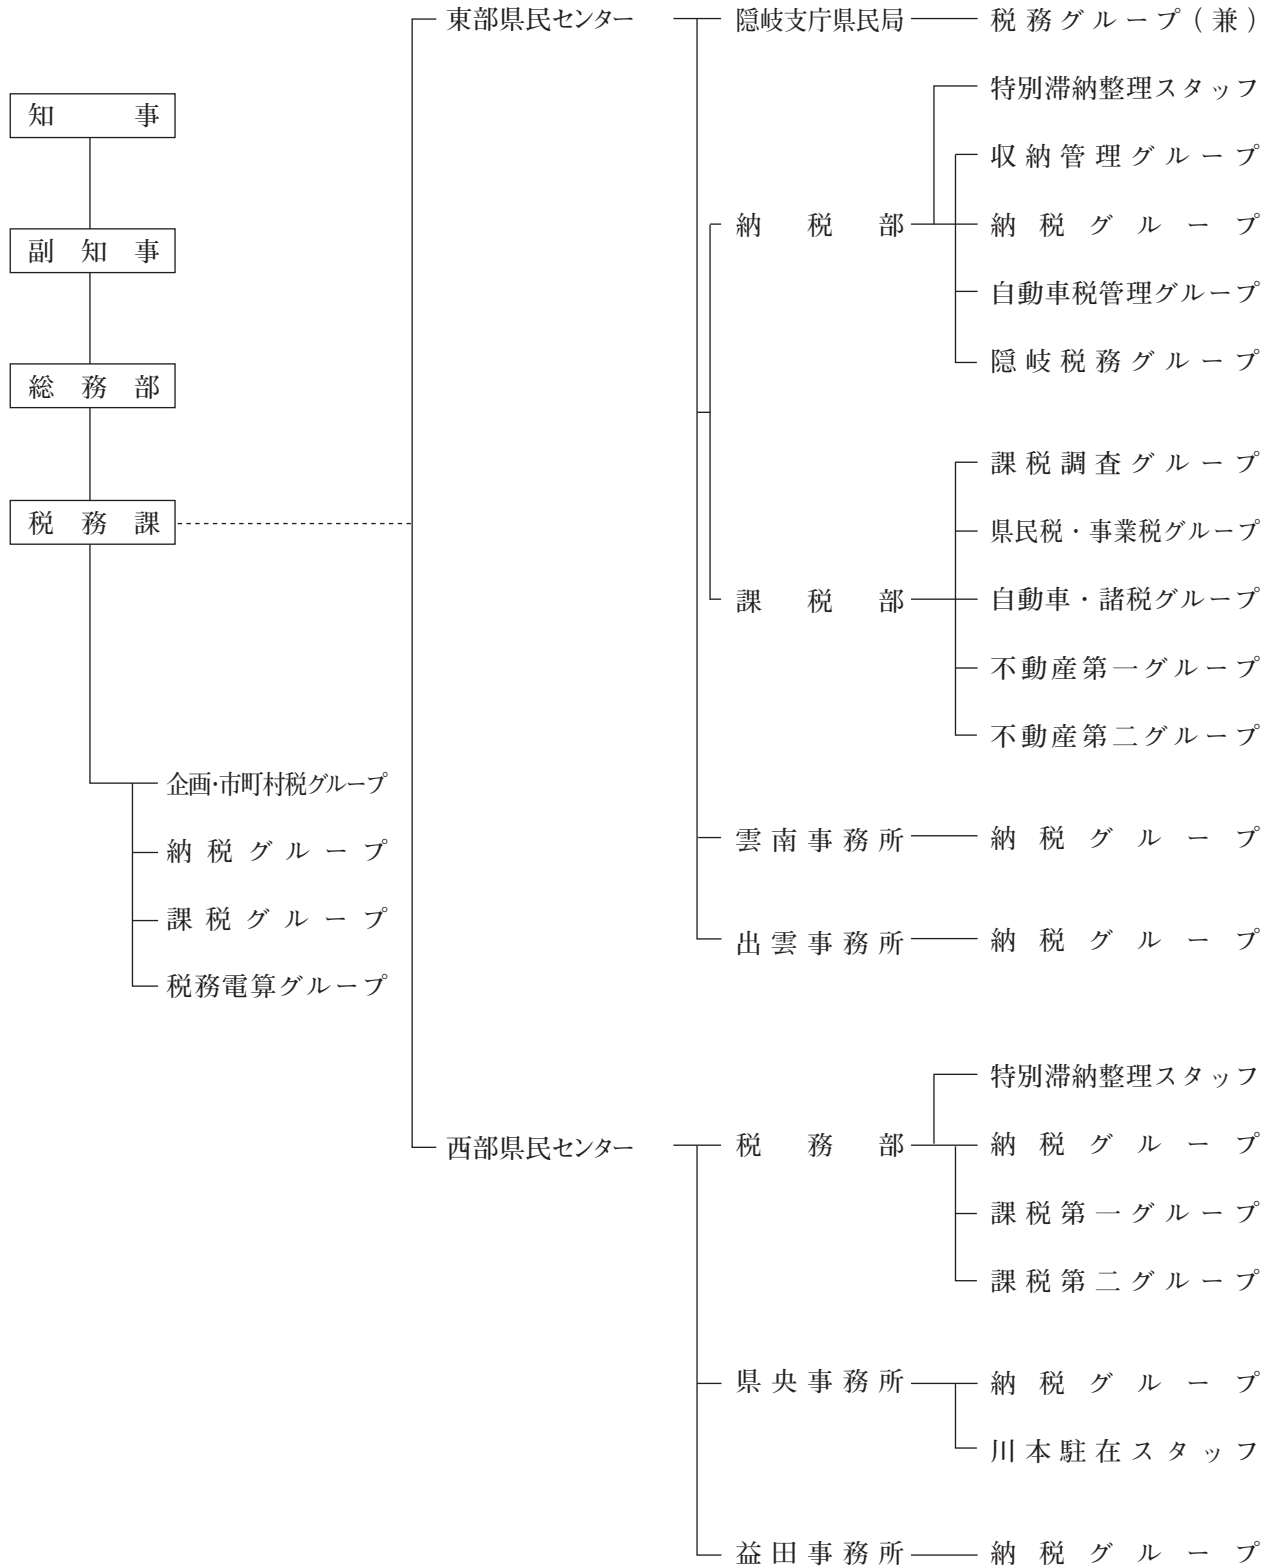 知事
副知事
総務部
税務課
企画・市町村税グループ
納税グループ
課税グループ
税務電算グループ
東部県民センター
隠岐支庁県民局
税務グループ(兼)
納税部
特別滞納整理スタッフ
収納管理グループ
納税グループ
自動車税管理グループ
隠岐税務グループ
課税部
課税調査グループ
県民税・事業税グループ
自動車・諸税グループ
不動産第一グループ
不動産第二グループ
雲南事務所
納税グループ
出雲事務所
納税グループ
西部県民センター
税務部
特別滞納整理スタッフ
納税グループ
課税第一グループ
課税第二グループ
県央事務所
納税グループ
川本駐在スタッフ
益田事務所
納税グループ